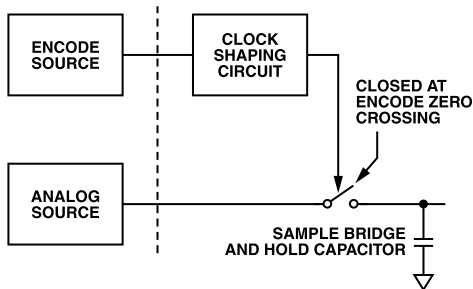 ENCODE
SOURCE
CLOCK
SHAPING
CIRCUIT
CLOSED AT
ENCODE ZERO
CROSSING
ANALOG
SOURCE
SAMPLE BRIDGE
AND HOLD CAPACITOR